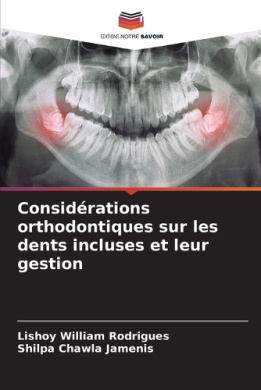 EDITIONS NOTRE SAVOIR
Considérations
orthodontiques sur les
dents incluses et leur
gestion
Lishoy William Rodrigues
Shilpa Chawla Jamenis